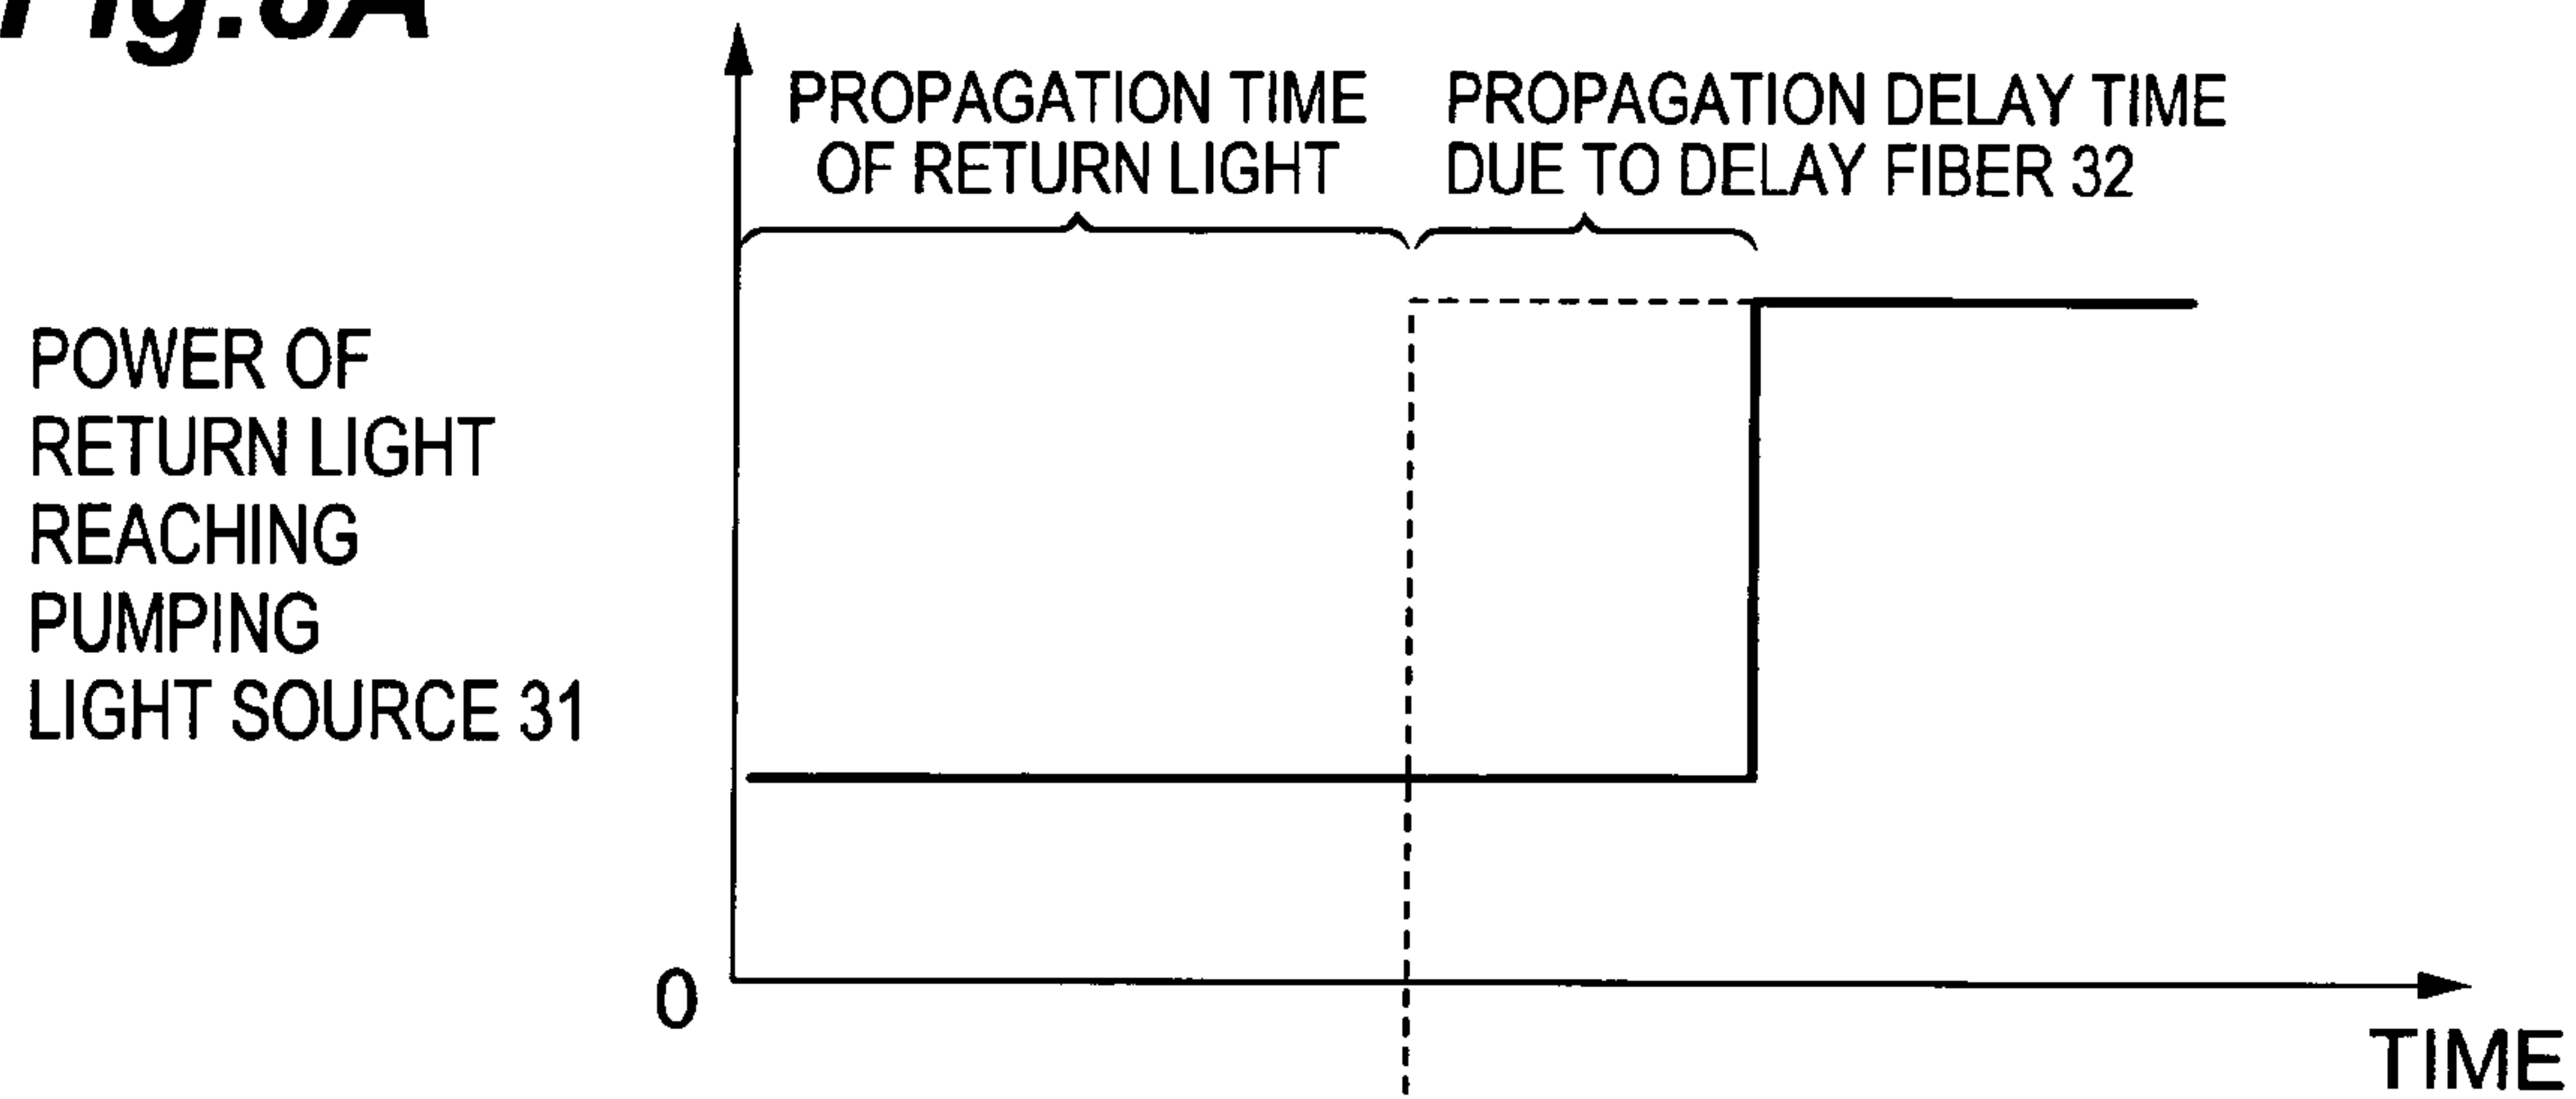 PROPAGATION TIME
OF RETURN LIGHT
PROPAGATION DELAY TIME
DUE TO DELAY FIBER 32
POWER OF
RETURN LIGHT
REACHING
PUMPING
LIGHT SOURCE 31
0
TIME